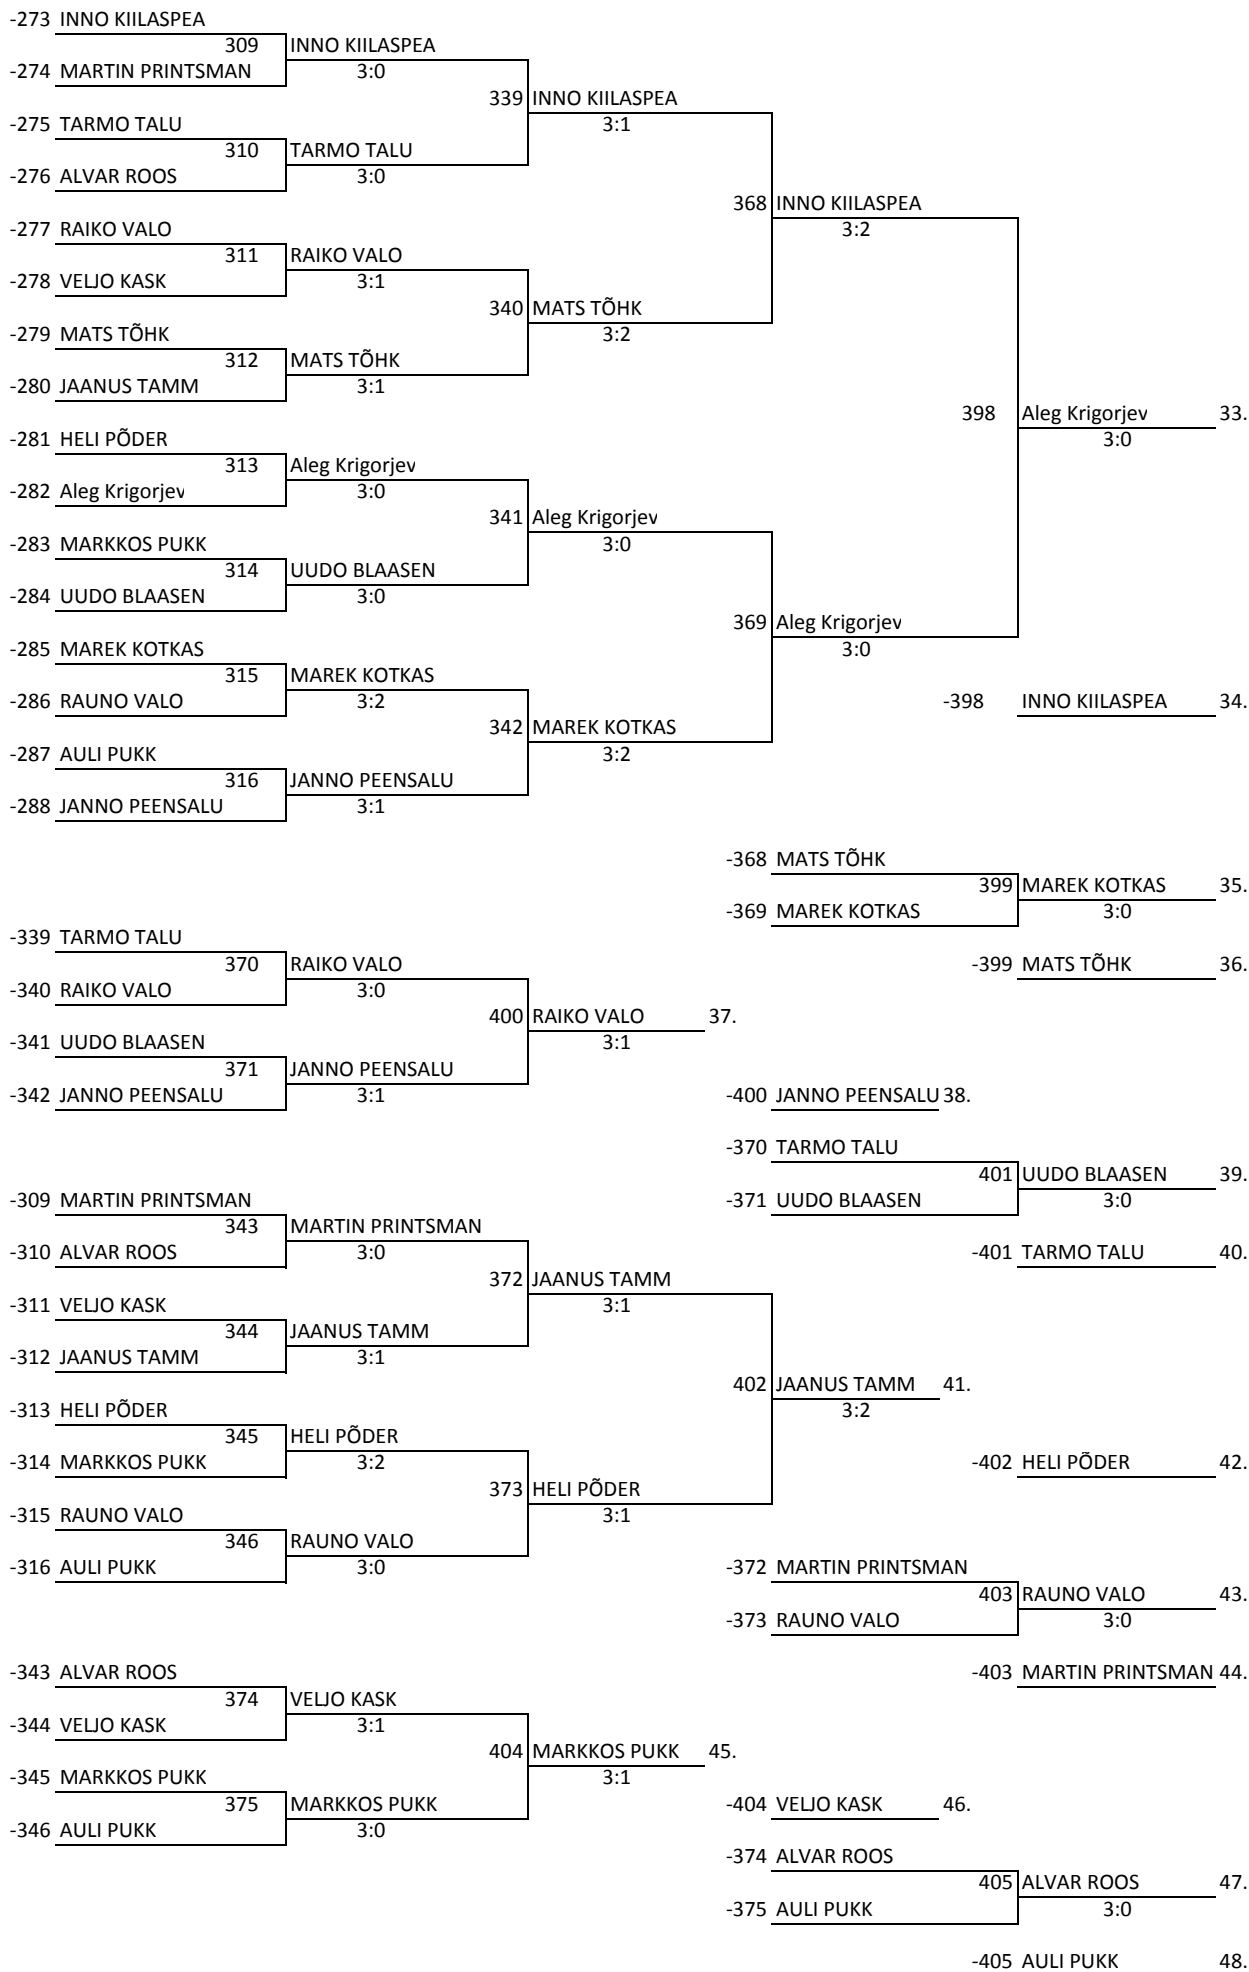 -273 INNO KIILASPEA
309 INNO KIILASPEA
-274 MARTIN PRINTSMAN 3:0
339 INNO KIILASPEA
-275 TARMO TALU 3:1
310 TARMO TALU
-276 ALVAR ROOS 3:0
368 INNO KIILASPEA
-277 RAIKO VALO 3:2
311 RAIKO VALO
-278 VELJO KASK 3:1
340 MATS TÕHK
-279 MATS TÕHK 3:2
312 MATS TÕHK
-280 JAANUS TAMM 3:1
398 Aleg Krigorjev 33.
-281 HELI PÕDER 3:0
313 Aleg Krigorjev
-282 Aleg Krigorjev 3:0
341 Aleg Krigorjev
-283 MARKKOS PUKK 3:0
314 UUDO BLAASEN
-284 UUDO BLAASEN 3:0
369 Aleg Krigorjev
-285 MAREK KOTKAS 3:0
315 MAREK KOTKAS
-286 RAUNO VALO 3:2 -398 INNO KIILASPEA 34.
342 MAREK KOTKAS
-287 AULI PUKK 3:2
316 JANNO PEENSALU
-288 JANNO PEENSALU 3:1
-368 MATS TÕHK
399 MAREK KOTKAS 35.
-369 MAREK KOTKAS 3:0
-339 TARMO TALU
370 RAIKO VALO -399 MATS TÕHK 36.
-340 RAIKO VALO 3:0
400 RAIKO VALO 37.
-341 UUDO BLAASEN 3:1
371 JANNO PEENSALU
-342 JANNO PEENSALU 3:1 -400 JANNO PEENSALU 38.
-370 TARMO TALU
401 UUDO BLAASEN 39.
-309 MARTIN PRINTSMAN -371 UUDO BLAASEN 3:0
343 MARTIN PRINTSMAN
-310 ALVAR ROOS 3:0 -401 TARMO TALU 40.
372 JAANUS TAMM
-311 VELJO KASK 3:1
344 JAANUS TAMM
-312 JAANUS TAMM 3:1
402 JAANUS TAMM 41.
-313 HELI PÕDER 3:2
345 HELI PÕDER
-314 MARKKOS PUKK 3:2 -402 HELI PÕDER 42.
373 HELI PÕDER
-315 RAUNO VALO 3:1
346 RAUNO VALO
-316 AULI PUKK 3:0 -372 MARTIN PRINTSMAN
403 RAUNO VALO 43.
-373 RAUNO VALO 3:0
-343 ALVAR ROOS -403 MARTIN PRINTSMAN 44.
374 VELJO KASK
-344 VELJO KASK 3:1
404 MARKKOS PUKK 45.
-345 MARKKOS PUKK 3:1
375 MARKKOS PUKK -404 VELJO KASK 46.
-346 AULI PUKK 3:0
-374 ALVAR ROOS
405 ALVAR ROOS 47.
-375 AULI PUKK 3:0
-405 AULI PUKK 48.